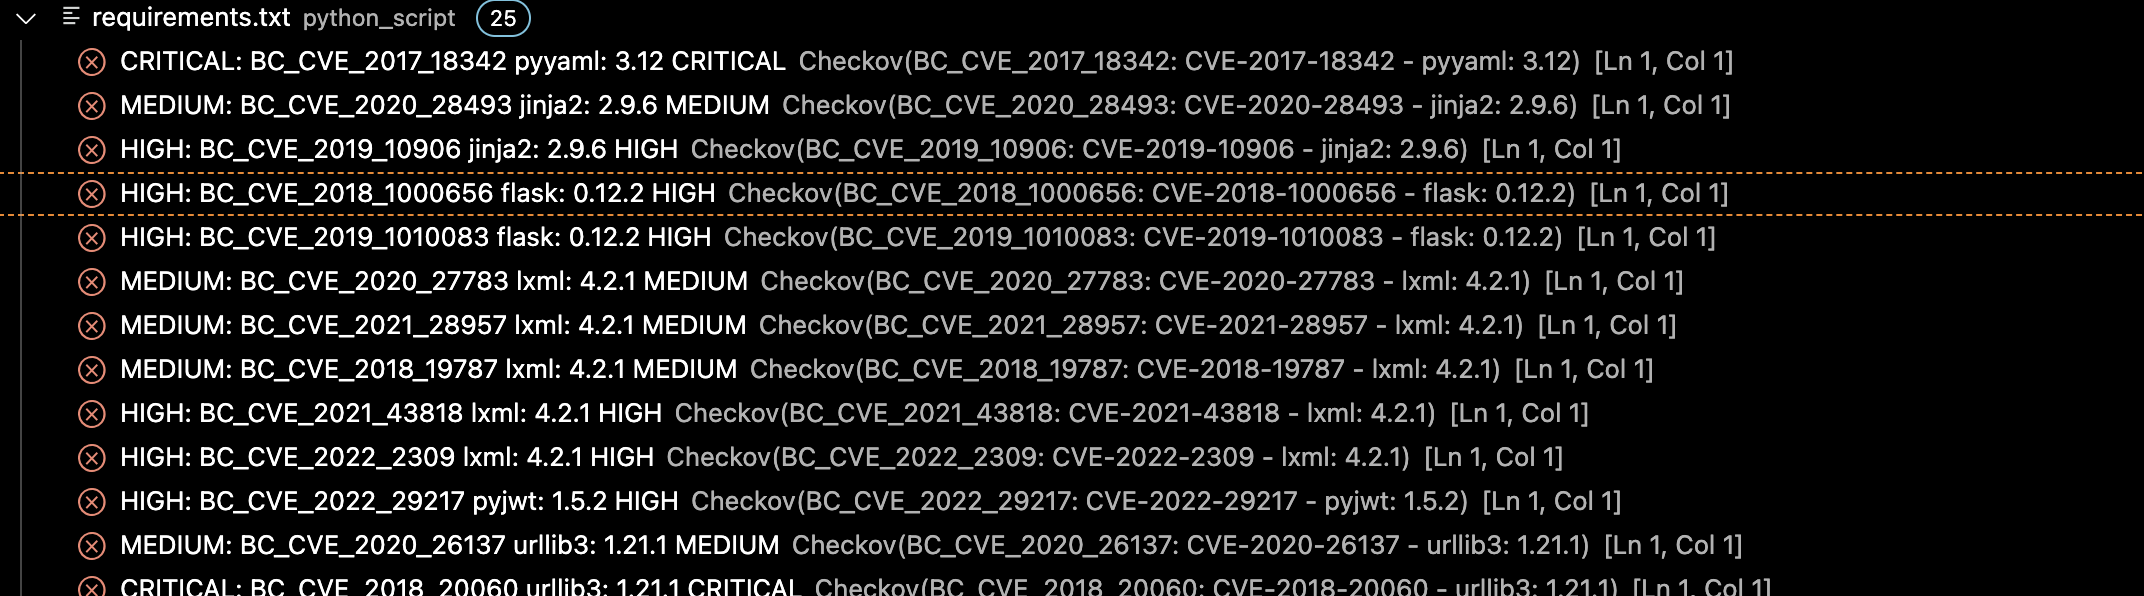 requirements.txt python_script 25
CRITICAL: BC_CVE_2017_18342 pyyaml: 3.12 CRITICAL Checkov(BC_CVE_2017_18342: CVE-2017-18342 - pyyaml: 3.12) [Ln 1, Col 1]
MEDIUM: BC_CVE_2020_28493 jinja2: 2.9.6 MEDIUM Checkov(BC_CVE_2020_28493: CVE-2020-28493 - jinja2: 2.9.6) [Ln 1, Col 1]
HIGH: BC_CVE_2019_10906 jinja2: 2.9.6 HIGH Checkov(BC_CVE_2019_10906: CVE-2019-10906 - jinja2: 2.9.6) [Ln 1, Col 1]
HIGH: BC_CVE_2018_1000656 flask: 0.12.2 HIGH Checkov(BC_CVE_2018_1000656: CVE-2018-1000656 - flask: 0.12.2) [Ln 1, Col 1]
HIGH: BC_CVE_2019_1010083 flask: 0.12.2 HIGH Checkov(BC_CVE_2019_1010083: CVE-2019-1010083 - flask: 0.12.2) [Ln 1, Col 1]
MEDIUM: BC_CVE_2020_27783 lxml: 4.2.1 MEDIUM Checkov(BC_CVE_2020_27783: CVE-2020-27783 - lxml: 4.2.1) [Ln 1, Col 1]
MEDIUM: BC_CVE_2021_28957 lxml: 4.2.1 MEDIUM Checkov(BC_CVE_2021_28957: CVE-2021-28957 - lxml: 4.2.1) [Ln 1, Col 1]
MEDIUM: BC_CVE_2018_19787 lxml: 4.2.1 MEDIUM Checkov(BC_CVE_2018_19787: CVE-2018-19787 - lxml: 4.2.1) [Ln 1, Col 1]
HIGH: BC_CVE_2021_43818 lxml: 4.2.1 HIGH Checkov(BC_CVE_2021_43818: CVE-2021-43818 - lxml: 4.2.1) [Ln 1, Col 1]
HIGH: BC_CVE_2022_2309 lxml: 4.2.1 HIGH Checkov(BC_CVE_2022_2309: CVE-2022-2309 - lxml: 4.2.1) [Ln 1, Col 1]
HIGH: BC_CVE_2022_29217 pyjwt: 1.5.2 HIGH Checkov(BC_CVE_2022_29217: CVE-2022-29217 - pyjwt: 1.5.2) [Ln 1, Col 1]
MEDIUM: BC_CVE_2020_26137 urllib3: 1.21.1 MEDIUM Checkov(BC_CVE_2020_26137: CVE-2020-26137 - urllib3: 1.21.1) [Ln 1, Col 1]
CRITICAL: BC_CVE_2018_20060 urllib3: 1.21.1 CRITICAL Checkov(BC_CVE_2018_20060: CVE-2018-20060 - urllib3: 1.21.1) [Ln 1, Col 1]